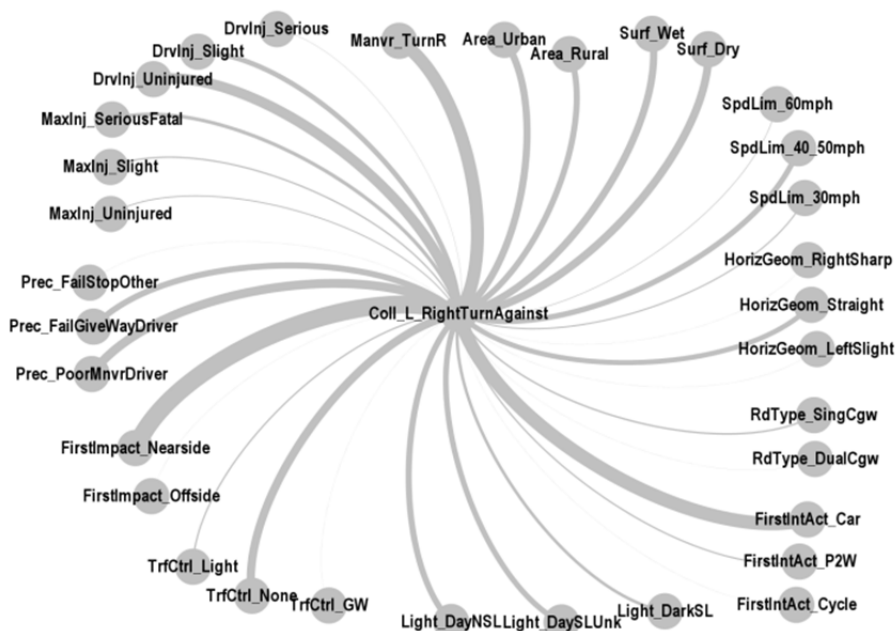 DrvInj_Serious
DrvInj_Slight
DrvInj_Uninjured
MaxInj_SeriousFatal
MaxInj_Slight
MaxInj_Uninjured
Prec_FailStopOther
Prec_FailGiveWayDriver
Prec_PoorMnvrDriver
FirstImpact_Nearside
FirstImpact_Offside
TrfCtrl_Light
TrfCtrl_None
TrfCtrl_GW
Light_DayNSL
Light_DaySLUnk
Light_DarkSL
FirstIntAct_Cycle
FirstIntAct_P2W
FirstIntAct_Car
RdType_DualCgw
RdType_SingCgw
HorizGeom_LeftSlight
HorizGeom_Straight
HorizGeom_RightSharp
SpdLim_30mph
SpdLim_40_50mph
SpdLim_60mph
Surf_Dry
Surf_Wet
Area_Rural
Area_Urban
Manvr_TurnR
Coll_L_RightTurnAgainst